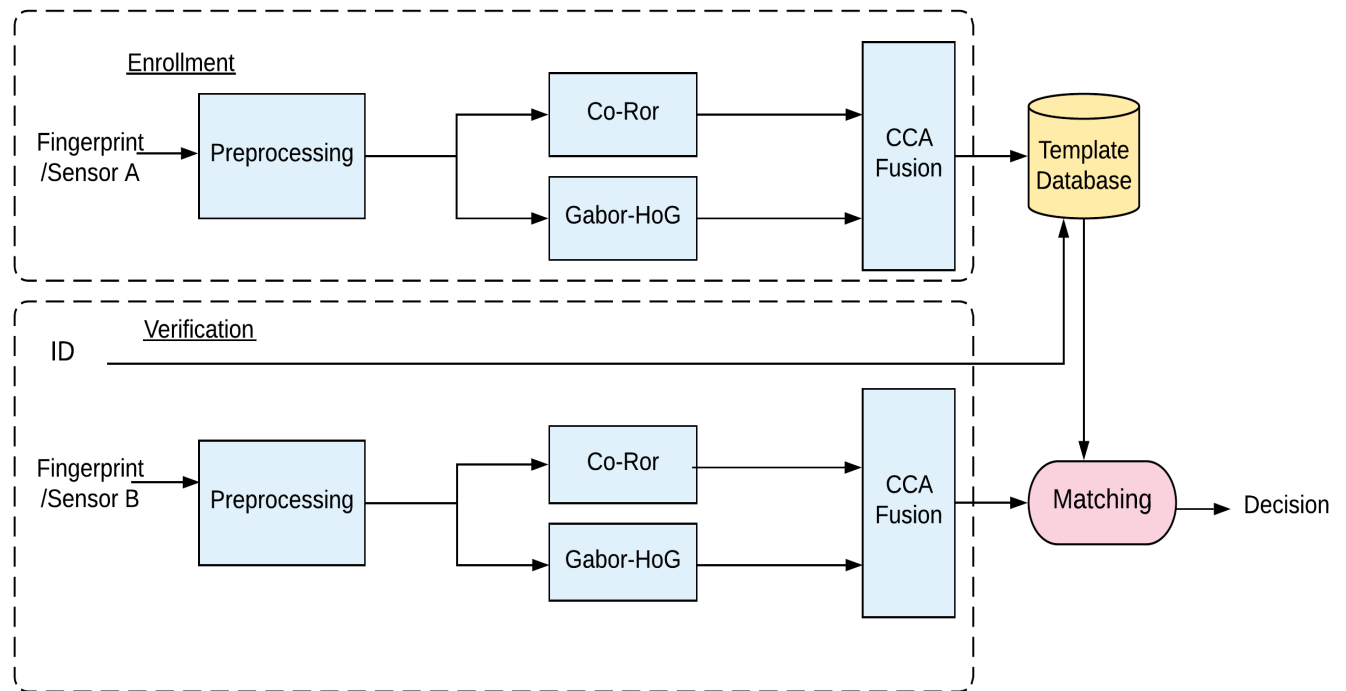 Enrollment
Fingerprint
/Sensor A
Preprocessing
Co-Ror
Gabor-HoG
CCA
Fusion
Template
Database
Verification
ID
Fingerprint
/Sensor B
Preprocessing
Co-Ror
Gabor-HoG
CCA
Fusion
Matching
Decision